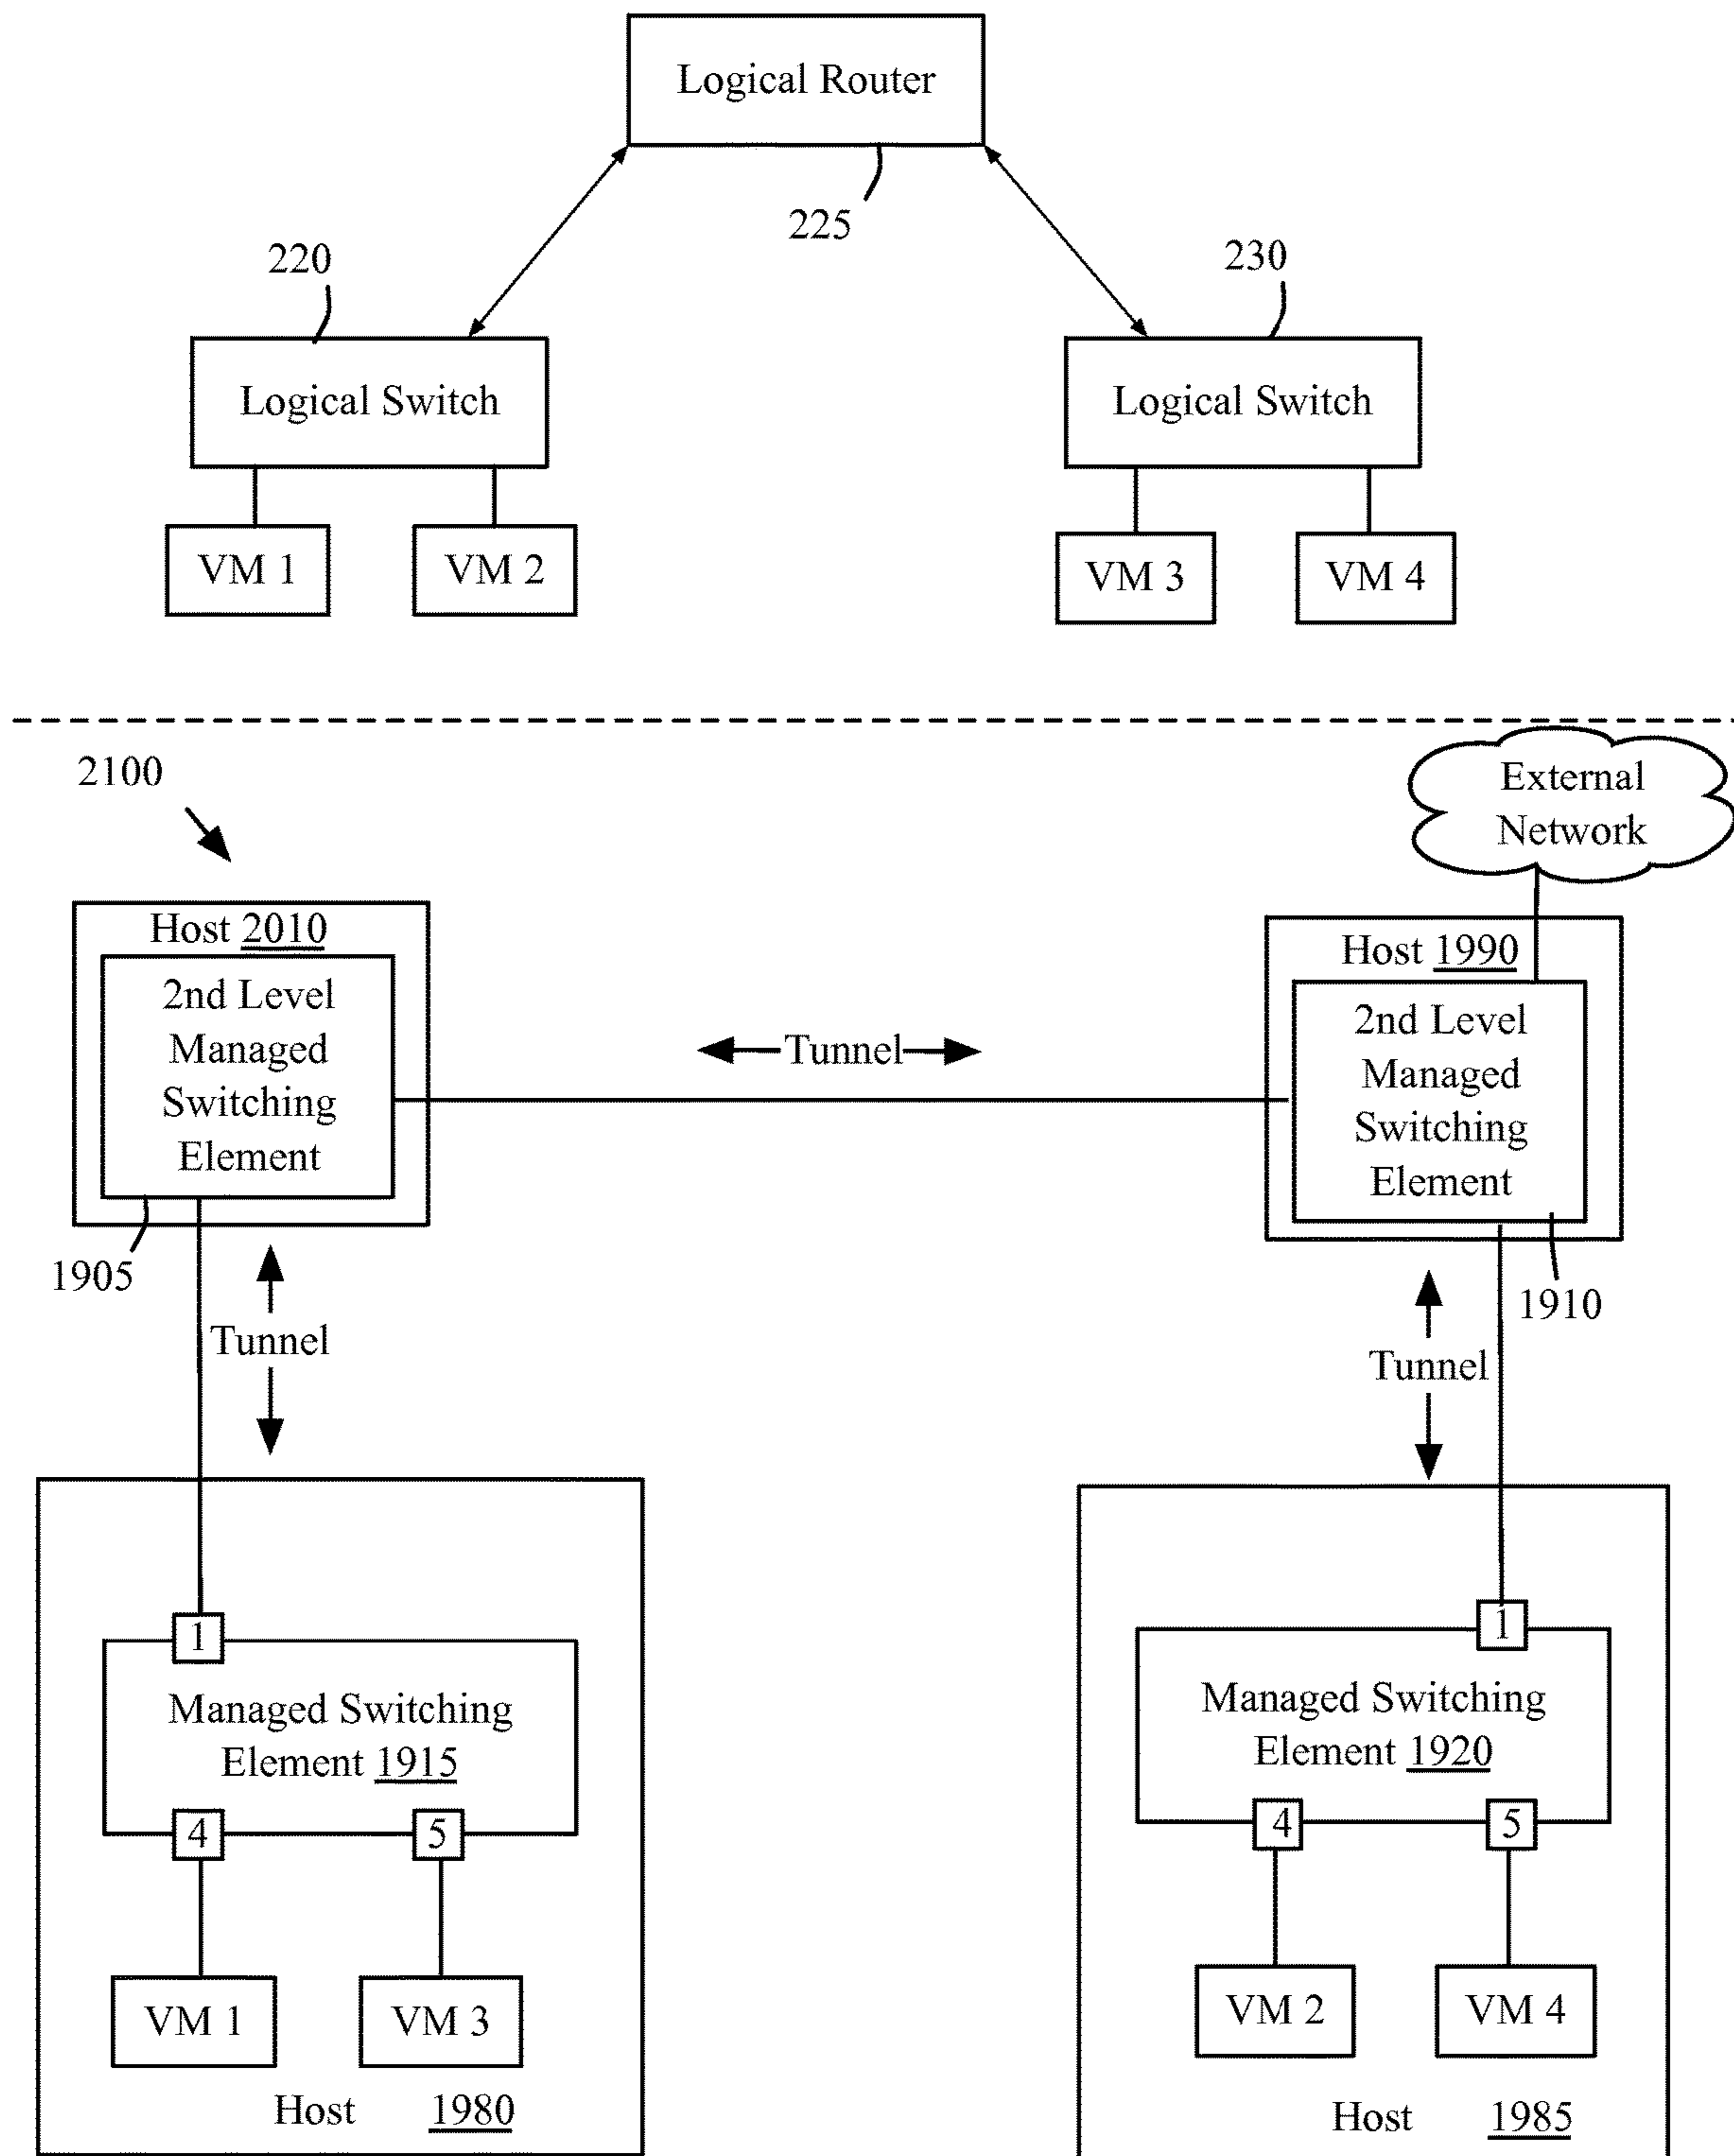 Logical Router
225
220
230
Logical Switch
Logical Switch
VM 1
VM 2
VM 3
VM 4
2100
External
Network
Host 2010
2nd Level
Managed
Switching
Element
1905
Tunnel
Host 1990
2nd Level
Managed
Switching
Element
1910
Tunnel
Tunnel
1
Managed Switching
Element 1915
4
5
VM 1
VM 3
Host 1980
1
Managed Switching
Element 1920
4
5
VM 2
VM 4
Host 1985